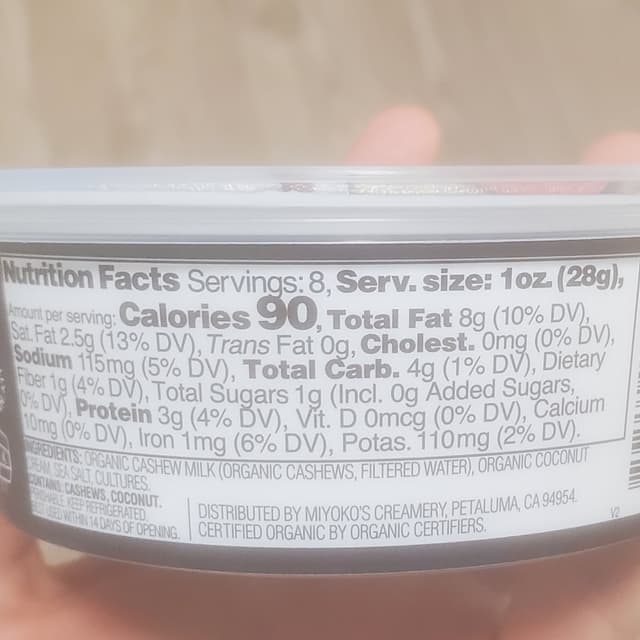 Nutrition Facts Servings: 8, Serv. size: 1oz. (28g),
Amount per serving: Calories 90, Total Fat 8g (10% DV),
Sat. Fat 2.5g (13% DV), Trans Fat 0g, Cholest. 0mg (0% DV),
Sodium 115mg (5% DV), Total Carb. 4g (1% DV), Dietary
Fiber 1g (4% DV), Total Sugars 1g (Incl. 0g Added Sugars,
0% DV), Protein 3g (4% DV), Vit. D 0mcg (0% DV), Calcium
10mg (0% DV), Iron 1mg (6% DV), Potas. 110mg (2% DV).
INGREDIENTS: ORGANIC CASHEW MILK (ORGANIC CASHEWS, FILTERED WATER), ORGANIC COCONUT
CREAM, SEA SALT, CULTURES.
CONTAINS: CASHEWS, COCONUT.
KEEP REFRIGERATED.
USED WITHIN 14 DAYS OF OPENING.
DISTRIBUTED BY MIYOKO'S CREAMERY, PETALUMA, CA 94954.
CERTIFIED ORGANIC BY ORGANIC CERTIFIERS.
V2